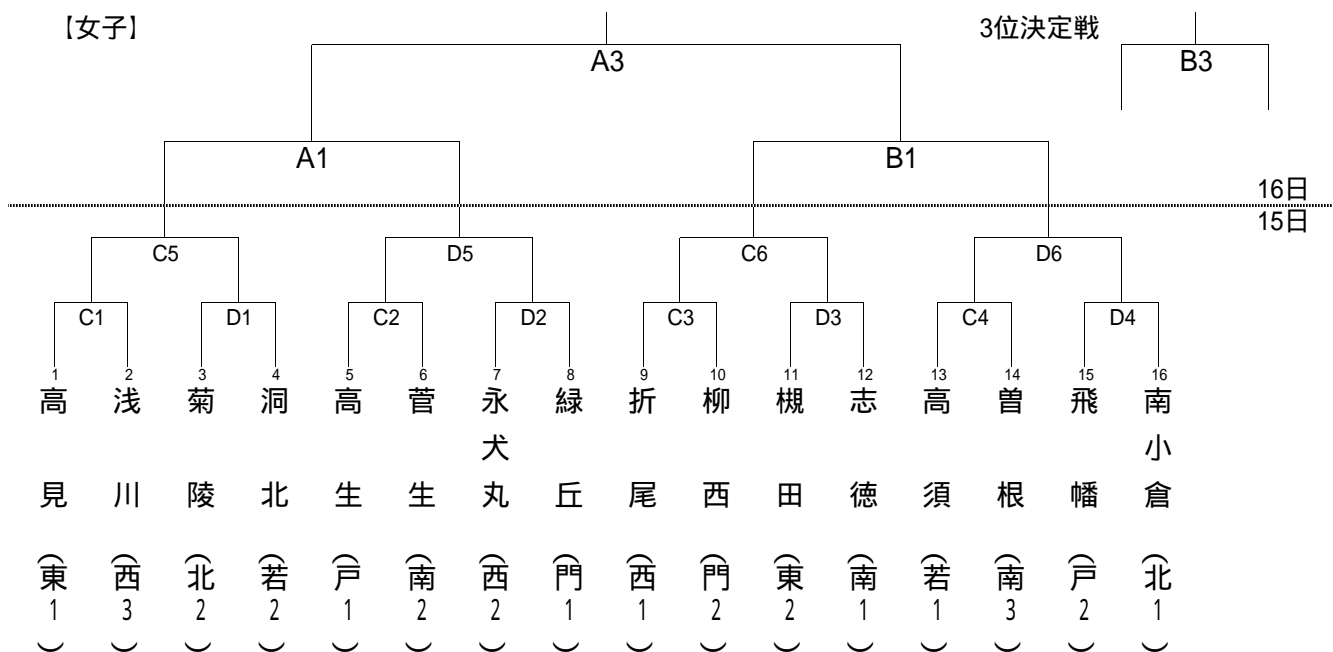 【女子】
3位決定戦
A3
B3
A1
B1
16日
15日
C5
D5
C6
D6
C1
D1
C2
D2
C3
D3
C4
D4
1
高見(東1)
2
浅川(西3)
3
菊陵(北2)
4
洞北(若2)
5
高生(戸1)
6
菅生(南2)
7
永犬丸(西2)
8
緑丘(門1)
9
折尾(西1)
10
柳西(門2)
11
槻田(東2)
12
志徳(南1)
13
高須(若1)
14
曽根(南3)
15
飛幡(戸2)
16
南小倉(北1)